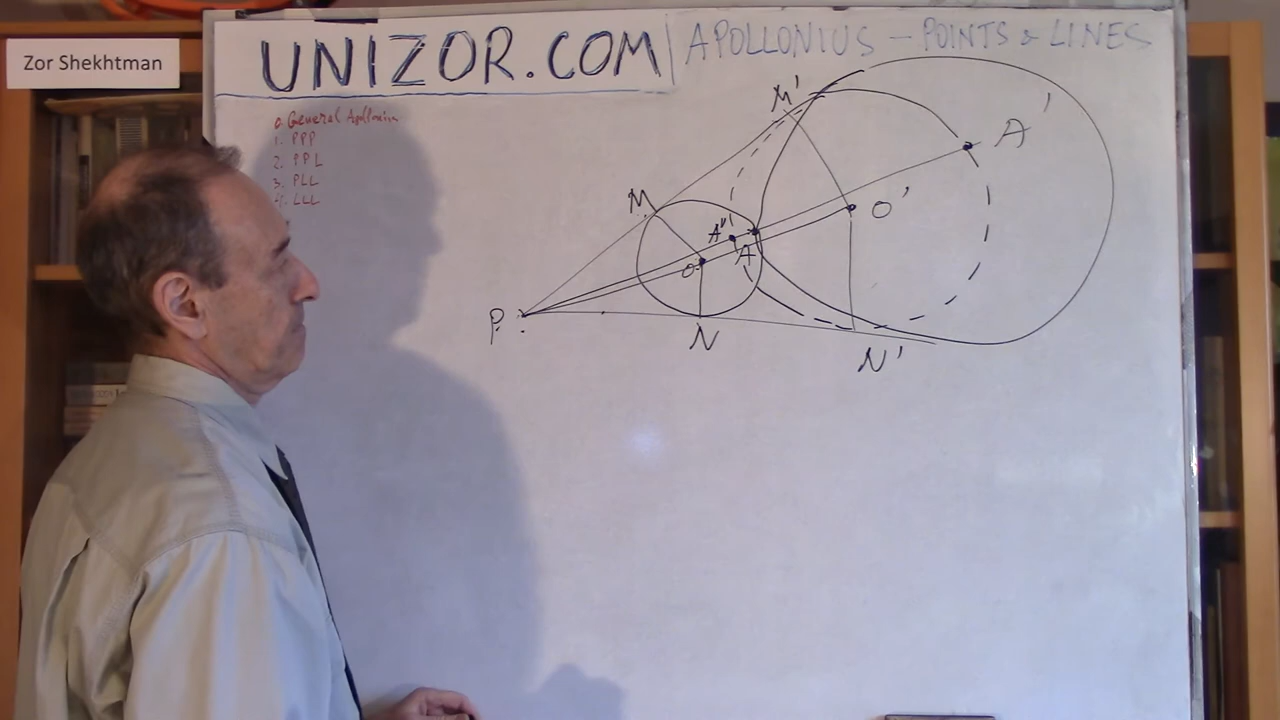 Zor Shekhtman
UNIZOR.COM
APOLLONIUS – POINTS & LINES
0. General Apollonius
1. PPP
2. PPL
3. PLL
4. LLL
M'
A'
M
O'
A''
A
O
P
N
N'